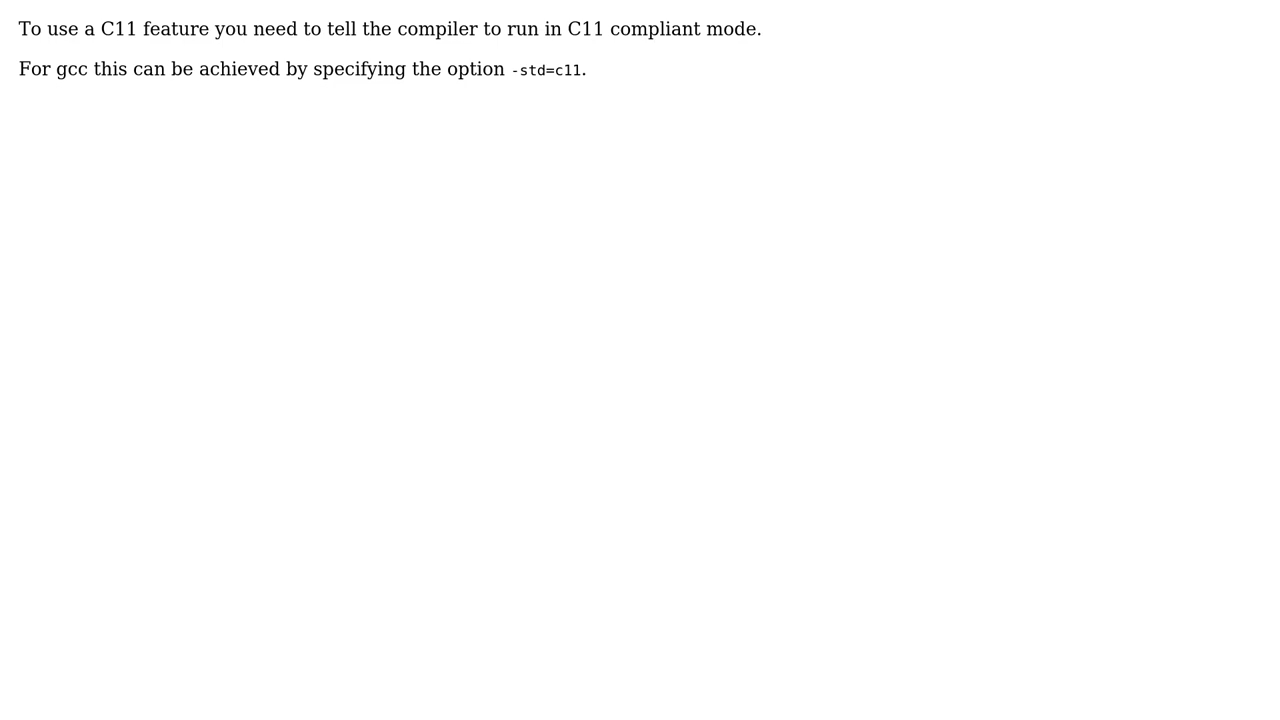 To use a C11 feature you need to tell the compiler to run in C11 compliant mode.
For gcc this can be achieved by specifying the option -std=c11.